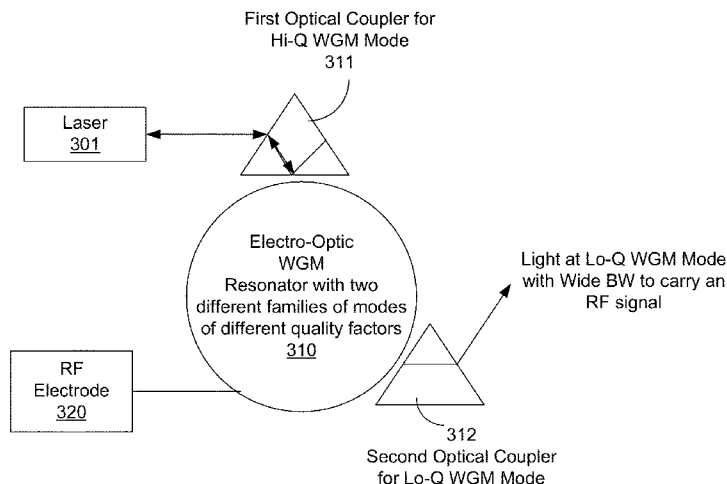 First Optical Coupler for
Hi-Q WGM Mode
311
Laser
301
Electro-Optic
WGM
Resonator with two
different families of modes
of different quality factors
310
Light at Lo-Q WGM Mode
with Wide BW to carry an
RF signal
RF
Electrode
320
312
Second Optical Coupler
for Lo-Q WGM Mode